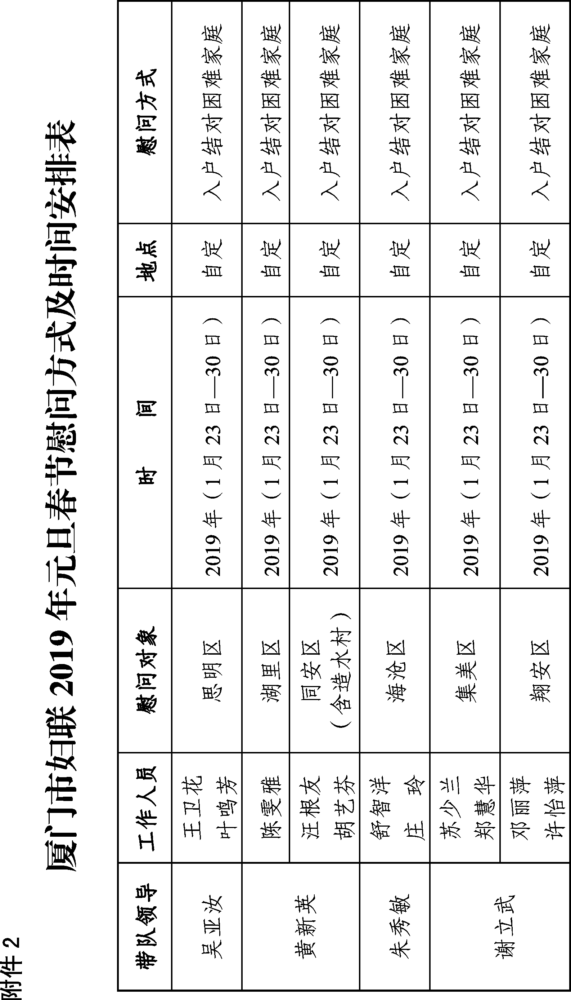 附件 2
厦门市妇联 2019 年元旦春节慰问方式及时间安排表
带队领导 工作人员 慰问对象 时 间 地点 慰问方式
吴亚汝 王卫花 叶鸣芳 思明区 2019 年（1 月 23 日—30 日） 自定 入户结对困难家庭
黄新英 陈雯雅 湖里区 2019 年（1 月 23 日—30 日） 自定 入户结对困难家庭
汪根友 胡艺芬 同安区（含造水村） 2019 年（1 月 23 日—30 日） 自定 入户结对困难家庭
朱秀敏 舒智洋 庄 玲 海沧区 2019 年（1 月 23 日—30 日） 自定 入户结对困难家庭
谢立武 苏少兰 郑慧华 集美区 2019 年（1 月 23 日—30 日） 自定 入户结对困难家庭
邓丽萍 许怡萍 翔安区 2019 年（1 月 23 日—30 日） 自定 入户结对困难家庭